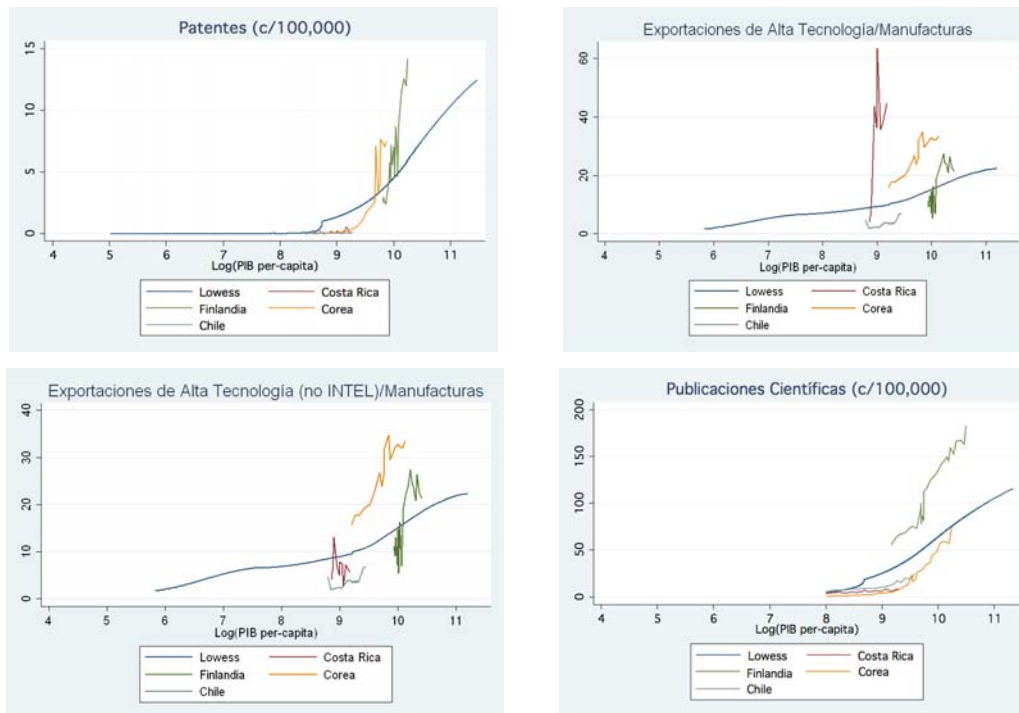 Patentes (c/100,000)
15
10
5
0
4 5 6 7 8 9 10 11
Log(PIB per-capita)
Lowess Costa Rica
Finlandia Corea
Chile
Exportaciones de Alta Tecnología/Manufacturas
60
40
20
0
4 5 6 7 8 9 10 11
Log(PIB per-capita)
Lowess Costa Rica
Finlandia Corea
Chile
Exportaciones de Alta Tecnología (no INTEL)/Manufacturas
40
30
20
10
0
4 5 6 7 8 9 10 11
Log(PIB per-capita)
Lowess Costa Rica
Finlandia Corea
Chile
Publicaciones Científicas (c/100,000)
200
150
100
50
0
4 5 6 7 8 9 10 11
Log(PIB per-capita)
Lowess Costa Rica
Finlandia Corea
Chile